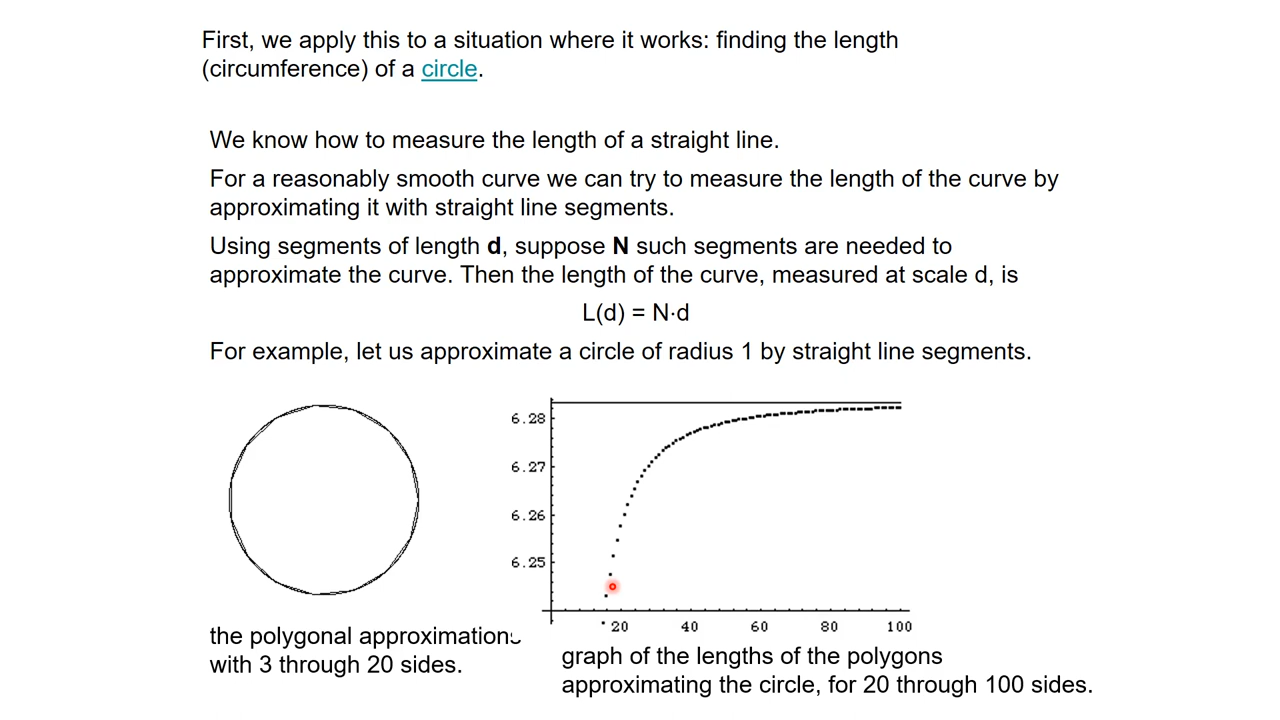 First, we apply this to a situation where it works: finding the length
(circumference) of a circle.
We know how to measure the length of a straight line.
For a reasonably smooth curve we can try to measure the length of the curve by
approximating it with straight line segments.
Using segments of length d, suppose N such segments are needed to
approximate the curve. Then the length of the curve, measured at scale d, is
L(d) = N·d
For example, let us approximate a circle of radius 1 by straight line segments.
6.28
6.27
6.26
6.25
20 40 60 80 100
the polygonal approximations
with 3 through 20 sides.
graph of the lengths of the polygons
approximating the circle, for 20 through 100 sides.